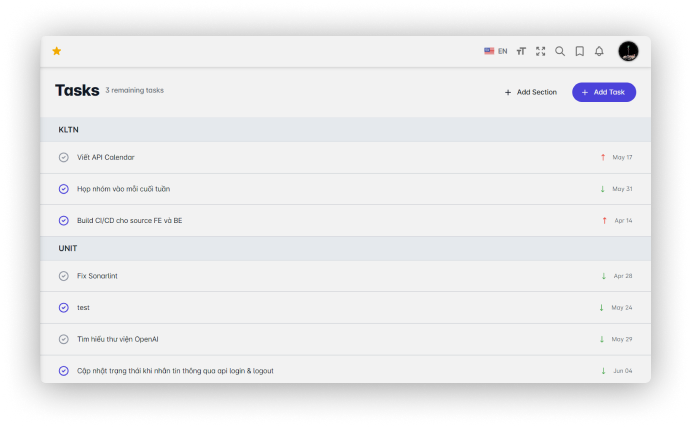 EN
Tasks 3 remaining tasks
+ Add Section
+ Add Task
KLTN
Viết API Calendar
↑ May 17
Họp nhóm vào mỗi cuối tuần
↓ May 31
Build CI/CD cho source FE và BE
↑ Apr 14
UNIT
Fix Sonarlint
↓ Apr 28
test
↓ May 24
Tìm hiểu thư viện OpenAI
↓ May 29
Cập nhật trạng thái khi nhắn tin thông qua api login & logout
↓ Jun 04